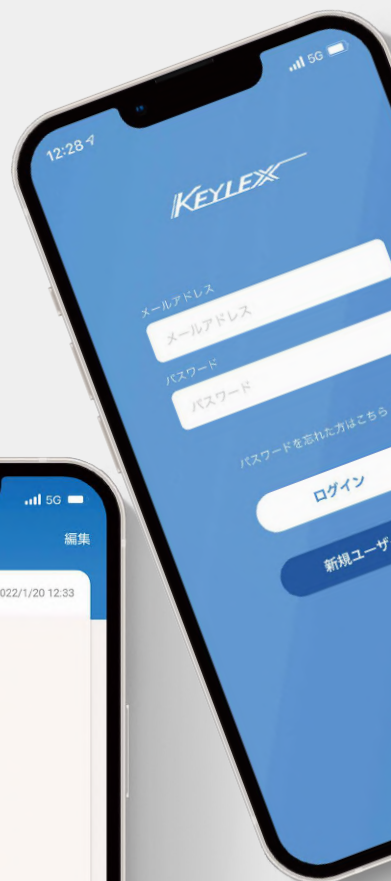 12:28
5G
KEYLEX
メールアドレス
メールアドレス
パスワード
パスワード
パスワードを忘れた方はこちら
ログイン
新規ユーザ
5G
編集
022/1/20 12:33